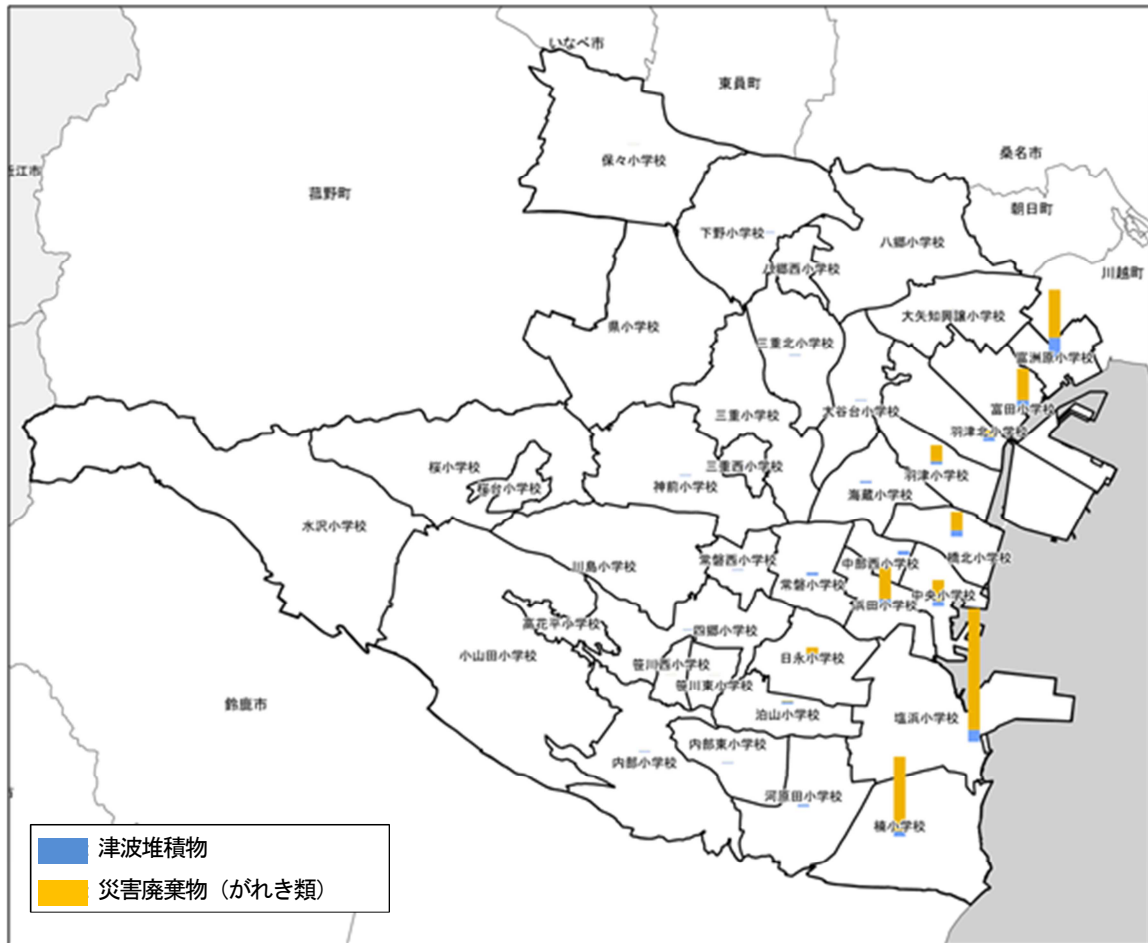 いなべ市
東員町
桑名市
保々小学校
近江市
菰野町
朝日町
下野小学校
八郷小学校
八郷西小学校
川越町
大矢知興譲小学校
県小学校
三重北小学校
富洲原小学校
三重小学校
大谷台小学校
富田小学校
羽津北小学校
桜小学校
三重西小学校
羽津小学校
桜台小学校
神前小学校
海蔵小学校
水沢小学校
川島小学校
常磐西小学校
中部西小学校
橋北小学校
常磐小学校
中央小学校
浜田小学校
高花平小学校
四郷小学校
小山田小学校
笹川西小学校
日永小学校
笹川東小学校
鈴鹿市
泊山小学校
塩浜小学校
内部東小学校
内部小学校
河原田小学校
楠小学校
津波堆積物
災害廃棄物（がれき類）